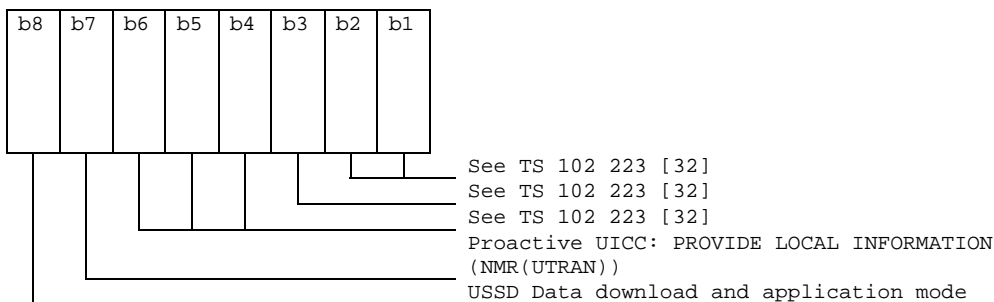 b8 b7 b6 b5 b4 b3 b2 b1
See TS 102 223 [32]
See TS 102 223 [32]
See TS 102 223 [32]
Proactive UICC: PROVIDE LOCAL INFORMATION
(NMR(UTRAN))
USSD Data download and application mode